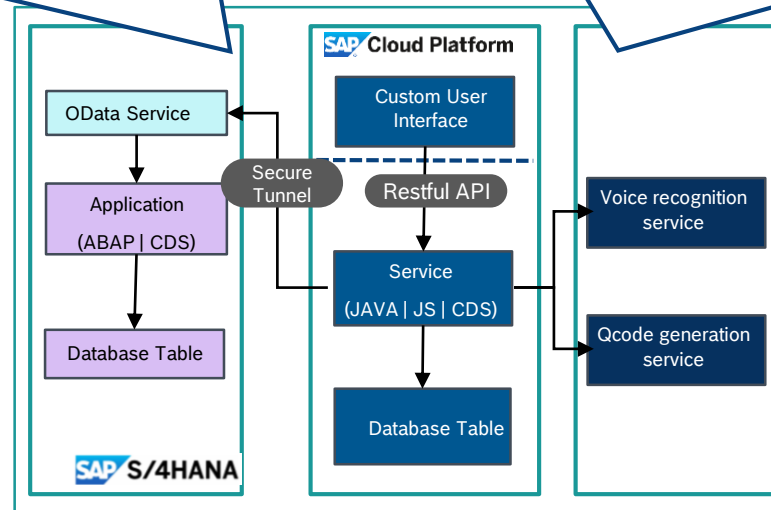 SAP Cloud Platform
OData Service
Application
(ABAP | CDS)
Database Table
SAP S/4HANA
Secure
Tunnel
Custom User
Interface
Restful API
Service
(JAVA | JS | CDS)
Database Table
Voice recognition
service
Qcode generation
service